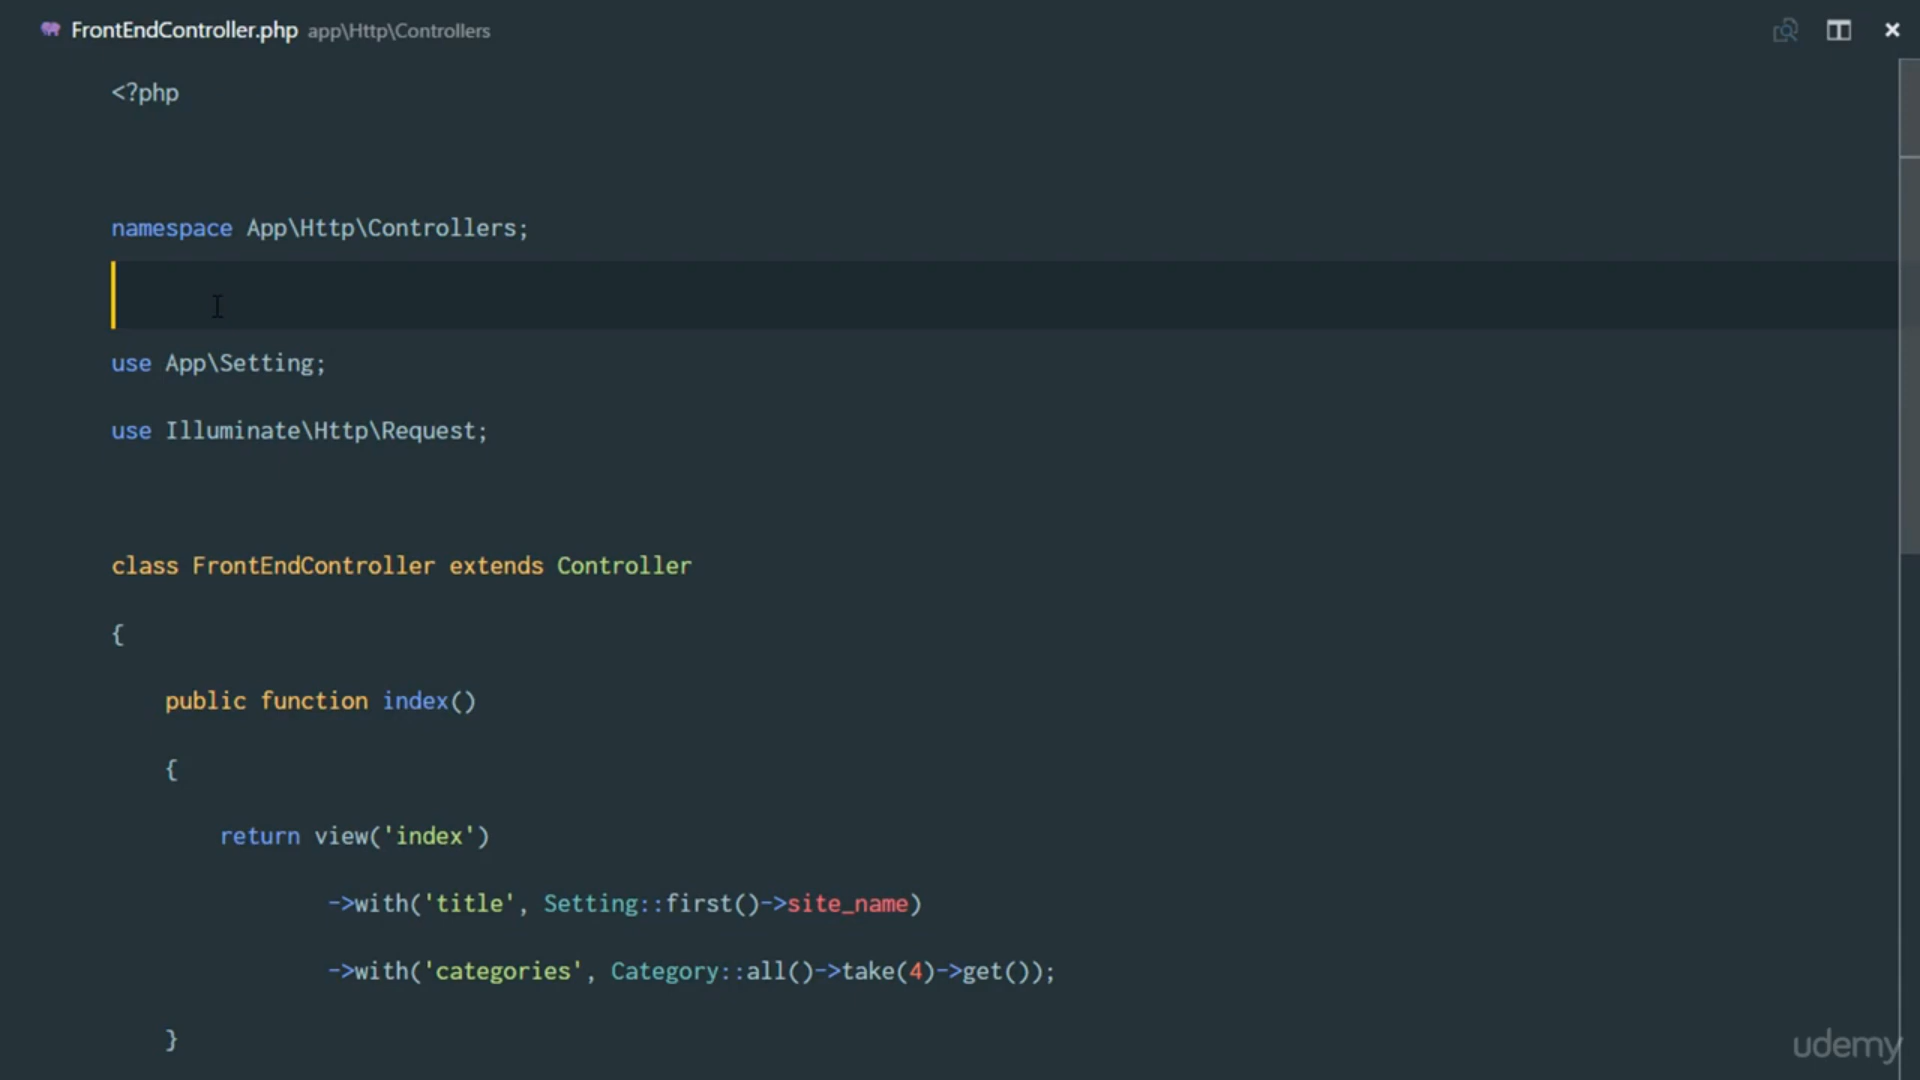 FrontEndController.php app\Http\Controllers
<?php
namespace App\Http\Controllers;
use App\Setting;
use Illuminate\Http\Request;
class FrontEndController extends Controller
{
public function index()
{
return view('index')
->with('title', Setting::first()->site_name)
->with('categories', Category::all()->take(4)->get());
}
udemy